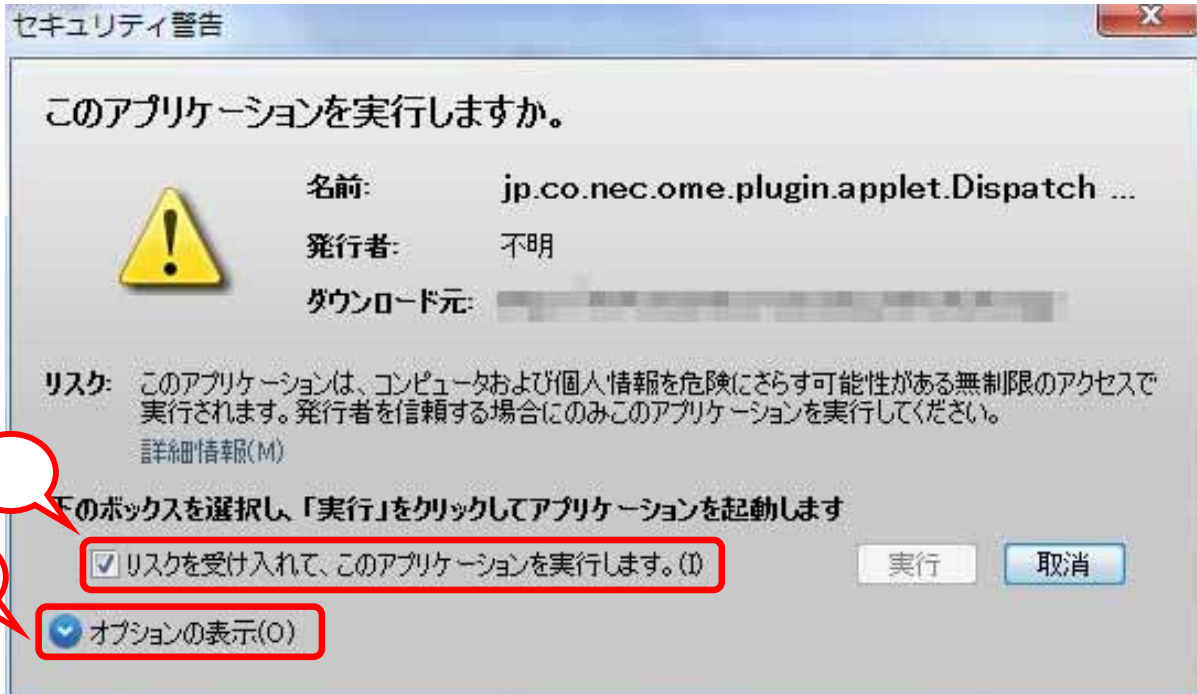 セキュリティ警告
このアプリケーションを実行しますか。
名前: jp.co.nec.ome.plugin.applet.Dispatch ...
発行者: 不明
ダウンロード元:
リスク: このアプリケーションは、コンピュータおよび個人情報を危険にさらす可能性がある無制限のアクセスで
実行されます。発行者を信頼する場合にのみこのアプリケーションを実行してください。
詳細情報(M)
下のボックスを選択し、「実行」をクリックしてアプリケーションを起動します
リスクを受け入れて、このアプリケーションを実行します。(I) 実行 取消
オプションの表示(O)